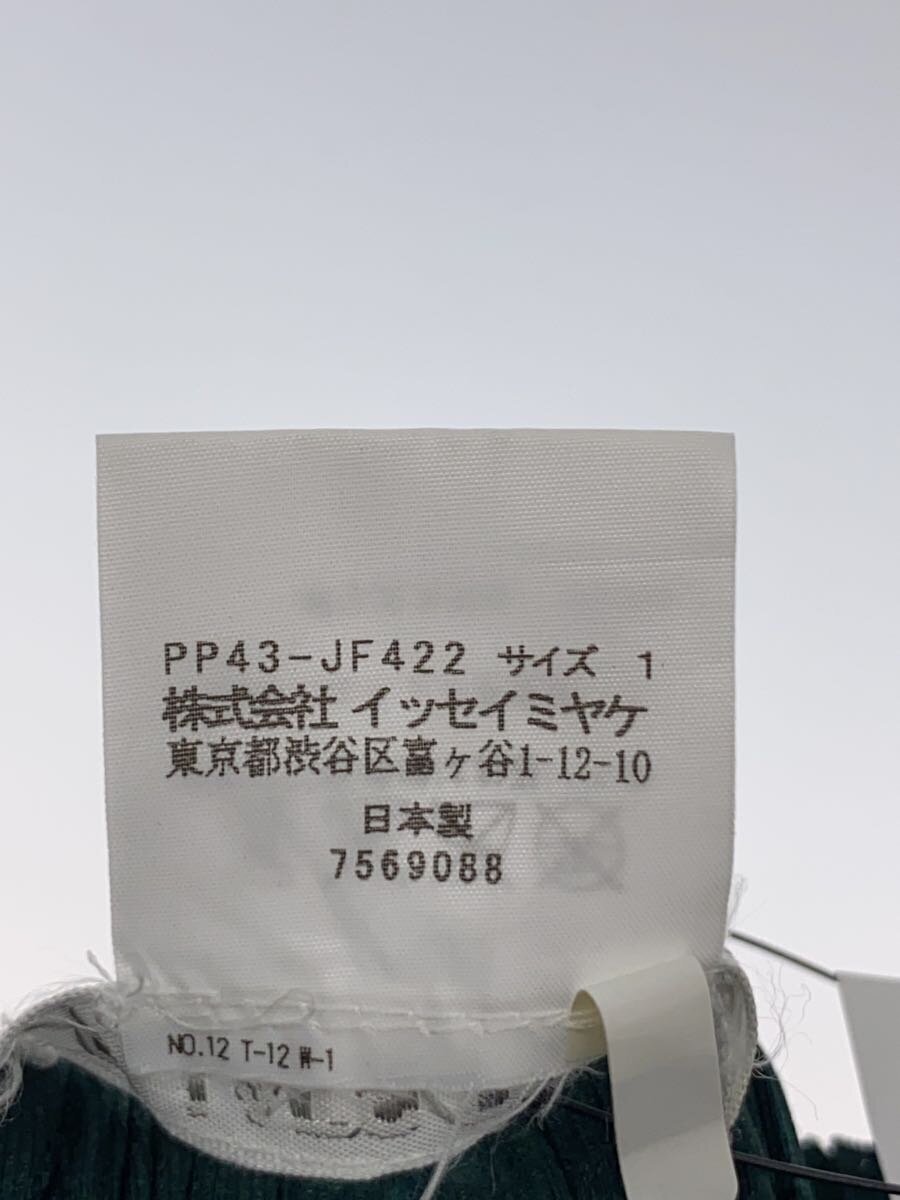 PP43-JF422 サイズ 1
株式会社 イッセイミヤケ
東京都渋谷区富ヶ谷1-12-10
日本製
7569088
NO.12 T-12 W-1